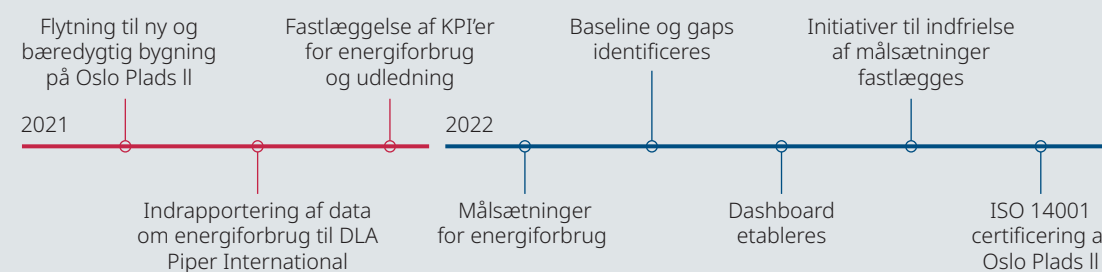 Flytning til ny og
bæredygtig bygning
på Oslo Plads ll
Fastlæggelse af KPI'er
for energiforbrug
og udledning
Baseline og gaps
identificeres
Initiativer til indfrielse
af målsætninger
fastlægges
2021
2022
Indrapportering af data
om energiforbrug til DLA
Piper International
Målsætninger
for energiforbrug
Dashboard
etableres
ISO 14001
certificering a
Oslo Plads ll